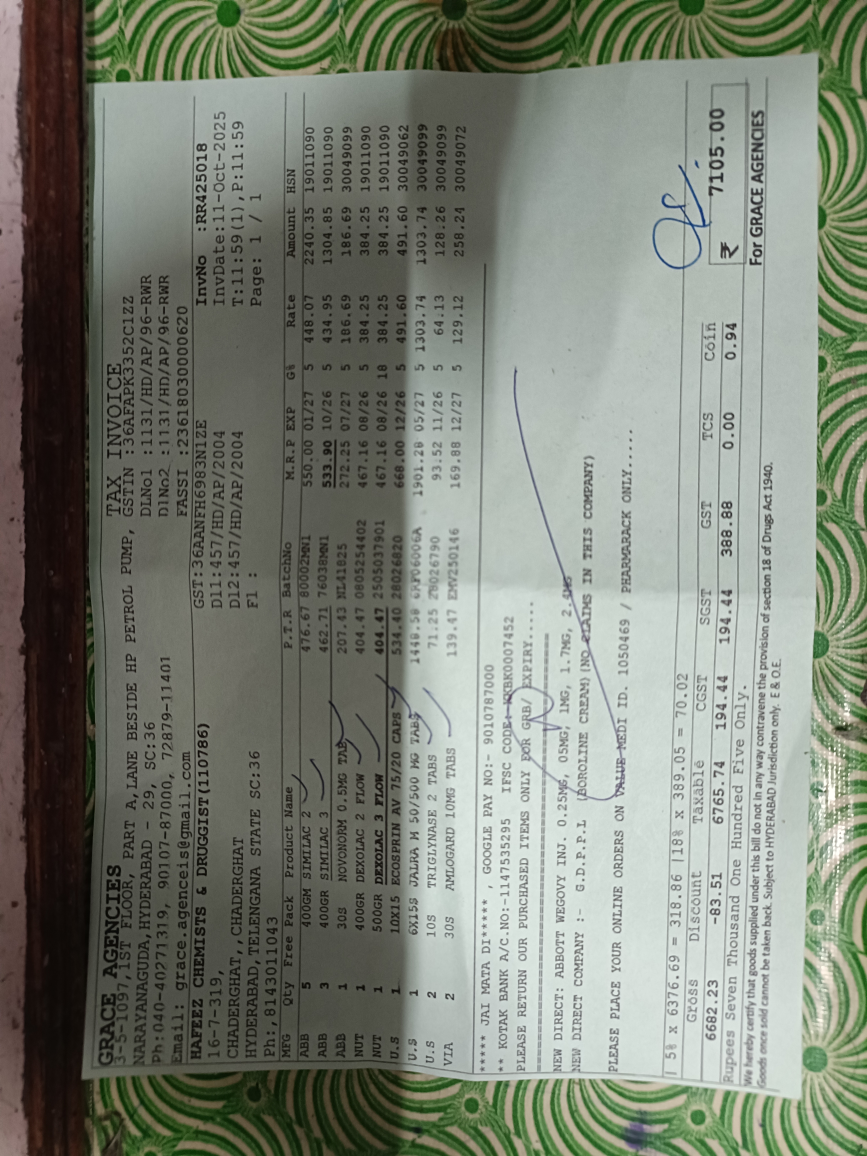 GRACE AGENCIES TAX INVOICE
3-5-1097,1ST FLOOR, PART A,LANE BESIDE HP PETROL PUMP, GSTIN :36AFAPK3352C1ZZ
NARAYANAGUDA,HYDERABAD - 29, SC:36 DLNo1 :1131/HD/AP/96-RWR
Ph:040-40271319, 90107-87000, 72879-11401 DlNo2 :1131/HD/AP/96-RWR
Email: grace.agenceis@gmail.com FASSI :23618030000620
HAFEEZ CHEMISTS & DRUGGIST(110786) GST:36AANFH6983N1ZE InvNo :RR425018
16-7-319, Dl1:457/HD/AP/2004 InvDate:11-Oct-2025
CHADERGHAT,,CHADERGHAT Dl2:457/HD/AP/2004 T:11:59(1),P:11:59
HYDERABAD,TELENGANA STATE SC:36 Fl : Page: 1 / 1
Ph:,8143011043
MFG Qty Free Pack Product Name P.T.R BatchNo M.R.P EXP G% Rate Amount HSN
ABB 5 400GM SIMILAC 2 476.67 80002MN1 550.00 01/27 5 448.07 2240.35 19011090
ABB 3 400GR SIMILAC 3 462.71 76038MN1 533.90 10/26 5 434.95 1304.85 19011090
ABB 1 30S NOVONORM 0.5MG TAB 207.43 NL41825 272.25 07/27 5 186.69 186.69 30049099
NUT 1 400GR DEXOLAC 2 FLOW 404.47 0805254402 467.16 08/26 5 384.25 384.25 19011090
NUT 1 500GR DEXOLAC 3 FLOW 404.47 2505037901 467.16 08/26 18 384.25 384.25 19011090
U.S 1 10X15 ECOSPRIN AV 75/20 CAPS 534.40 28026820 668.00 12/26 5 491.60 491.60 30049062
U.S 1 6X15S JALRA M 50/500 MG TABS 1901.28 05/27 5 1303.74 1303.74 30049099
U.S 2 10S TRIGLYNASE 2 TABS 71.25 28026790 93.52 11/26 5 64.13 128.26 30049099
VIA 2 30S AMLOGARD 10MG TABS 139.47 169.88 12/27 5 129.12 258.24 30049072
***** JAI MATA DI***** , GOOGLE PAY NO:- 9010787000
** KOTAK BANK A/C.NO:-1147535295 IFSC CODE:-KKBK0007452
PLEASE RETURN OUR PURCHASED ITEMS ONLY FOR GRB/ EXPIRY.....
NEW DIRECT: ABBOTT WEGOVY INJ. 0.25MG, 05MG, 1MG, 1.7MG,
NEW DIRECT COMPANY :- G.D.P.P.L (BOROLINE CREAM)(NO CLAIMS IN THIS COMPANY)
PLEASE PLACE YOUR ONLINE ORDERS ON VALUE MEDI ID. 1050469 / PHARMARACK ONLY.....
| 5% x 6376.69 = 318.86 |18% x 389.05 = 70.02
Gross Discount Taxable CGST SGST GST TCS Coin
6682.23 -83.51 6765.74 194.44 194.44 388.88 0.00 0.94 ₹ 7105.00
Rupees Seven Thousand One Hundred Five Only.
We hereby certify that goods supplied under this bill do not in any way contravene the provision of section 18 of Drugs Act 1940. For GRACE AGENCIES
Goods once sold cannot be taken back. Subject to HYDERABAD Jurisdiction only. E & O.E.